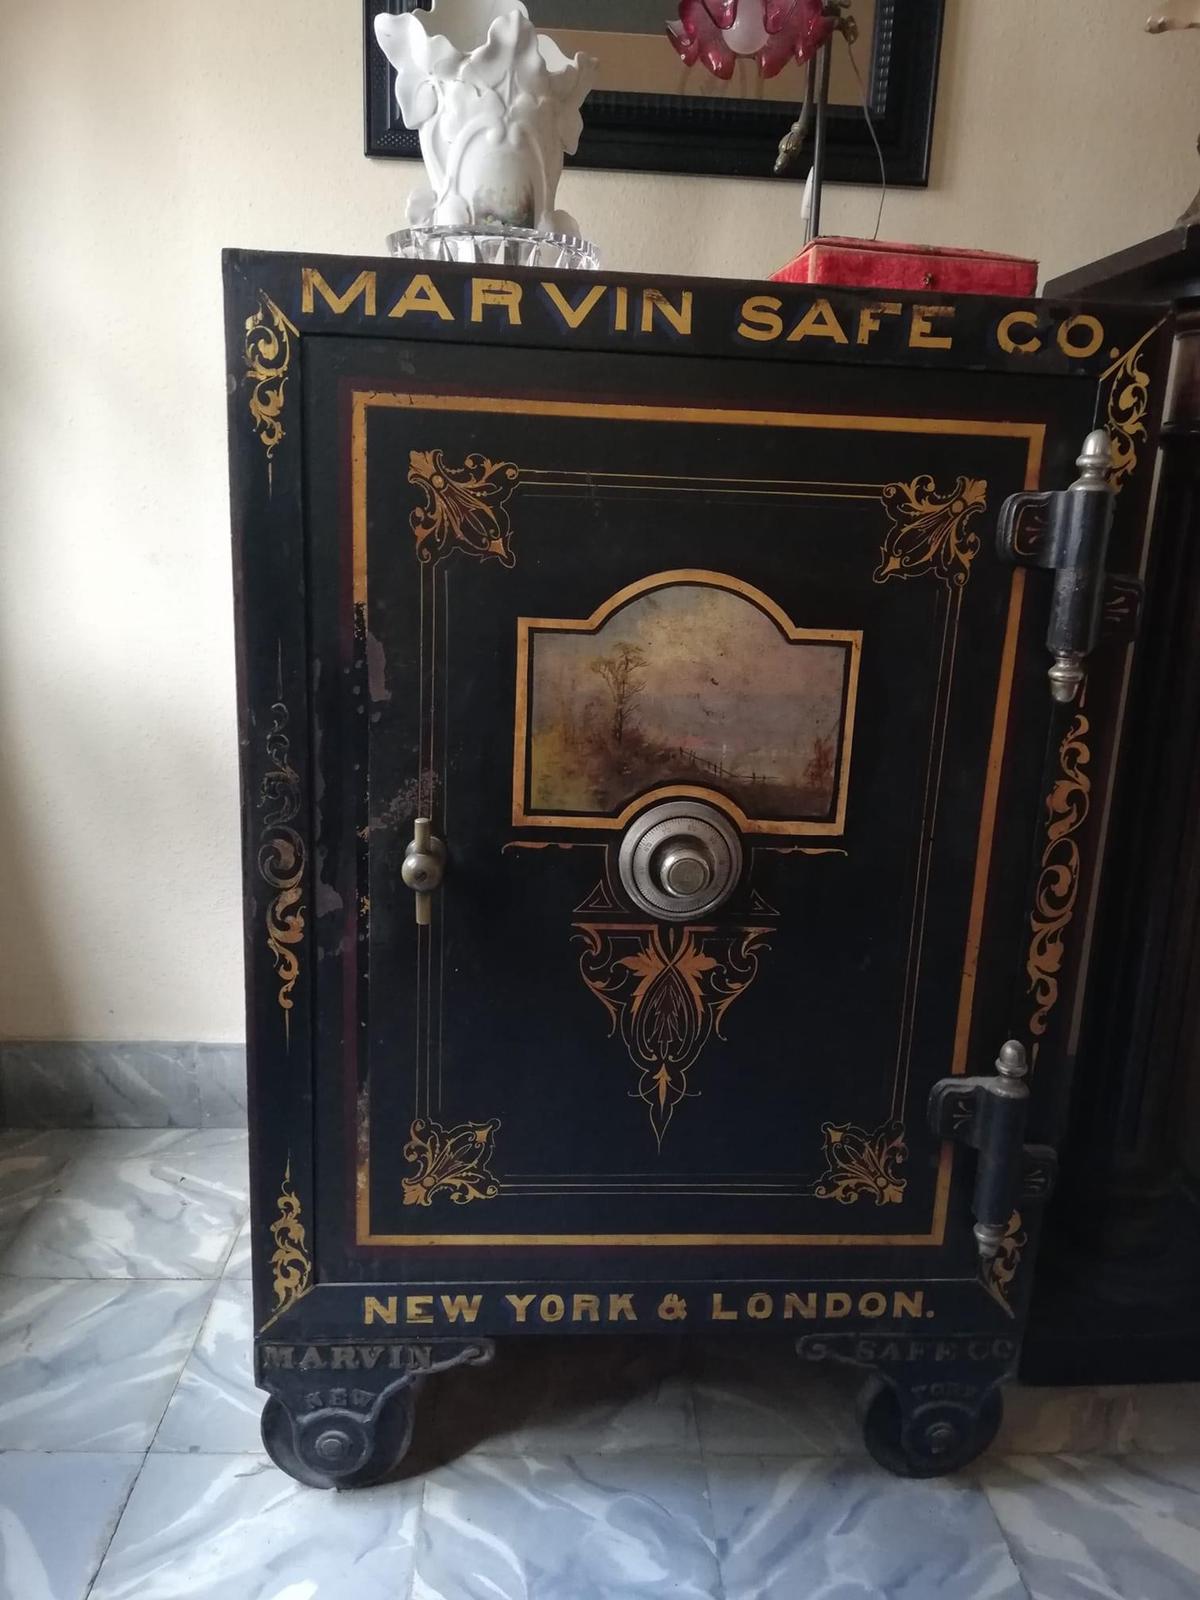 MARVIN SAFE CO.
NEW YORK & LONDON.
MARVIN SAFE CO
NEW YORK